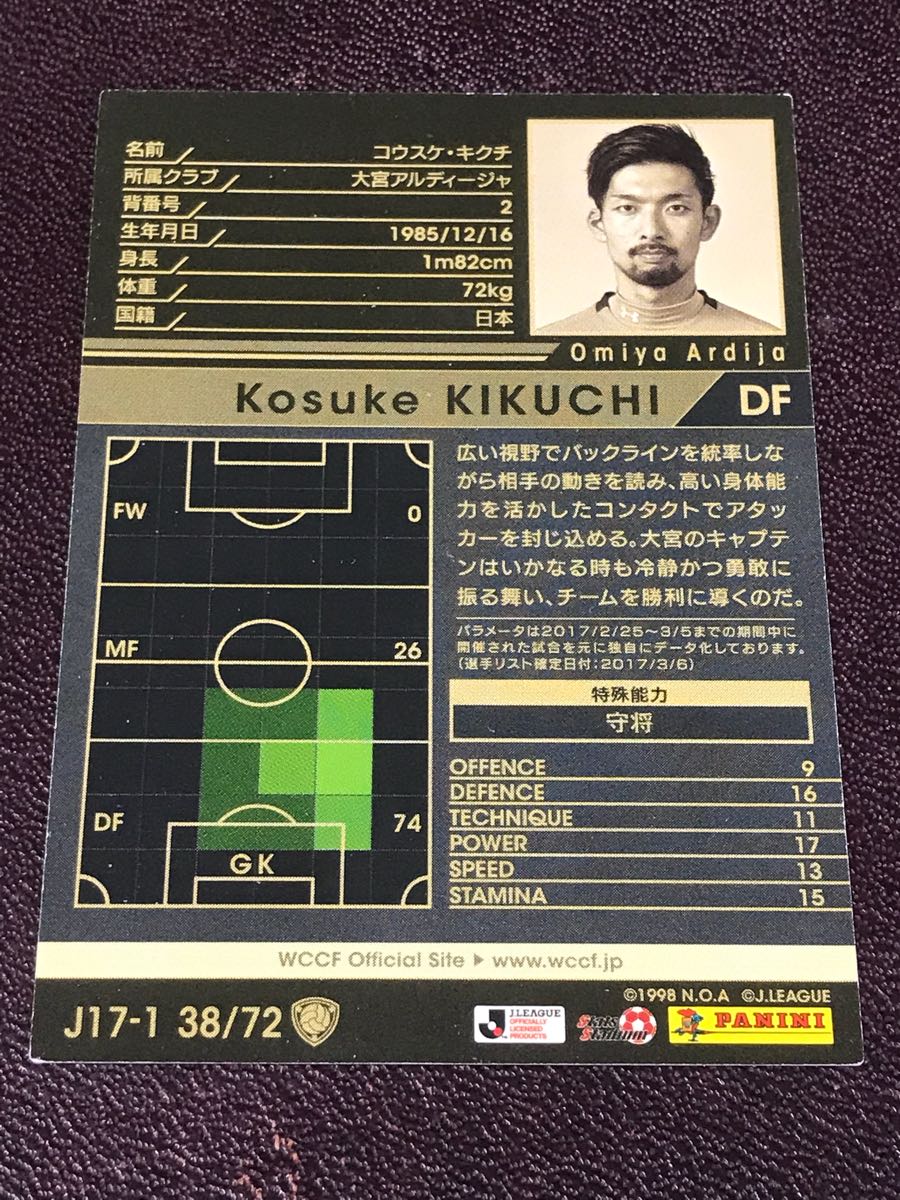 名前 コウスケ・キクチ
所属クラブ 大宮アルディージャ
背番号 2
生年月日 1985/12/16
身長 1m82cm
体重 72kg
国籍 日本
Omiya Ardija
Kosuke KIKUCHI DF
FW 0
MF 26
DF 74
GK
広い視野でバックラインを統率しな
がら相手の動きを読み、高い身体能
力を活かしたコンタクトでアタッ
カーを封じ込める。大宮のキャプテ
ンはいかなる時も冷静かつ勇敢に
振る舞い、チームを勝利に導くのだ。
パラメータは2017/2/25～3/5までの期間中に
開催された試合を元に独自にデータ化しております。
(選手リスト確定日付:2017/3/6)
特殊能力
守将
OFFENCE 9
DEFENCE 16
TECHNIQUE 11
POWER 17
SPEED 13
STAMINA 15
WCCF Official Site ▶ www.wccf.jp
©1998 N.O.A ©J.LEAGUE
J17-1 38/72
J.LEAGUE
OFFICIALLY
LICENSED
PRODUCTS
Stats
Stadium
PANINI